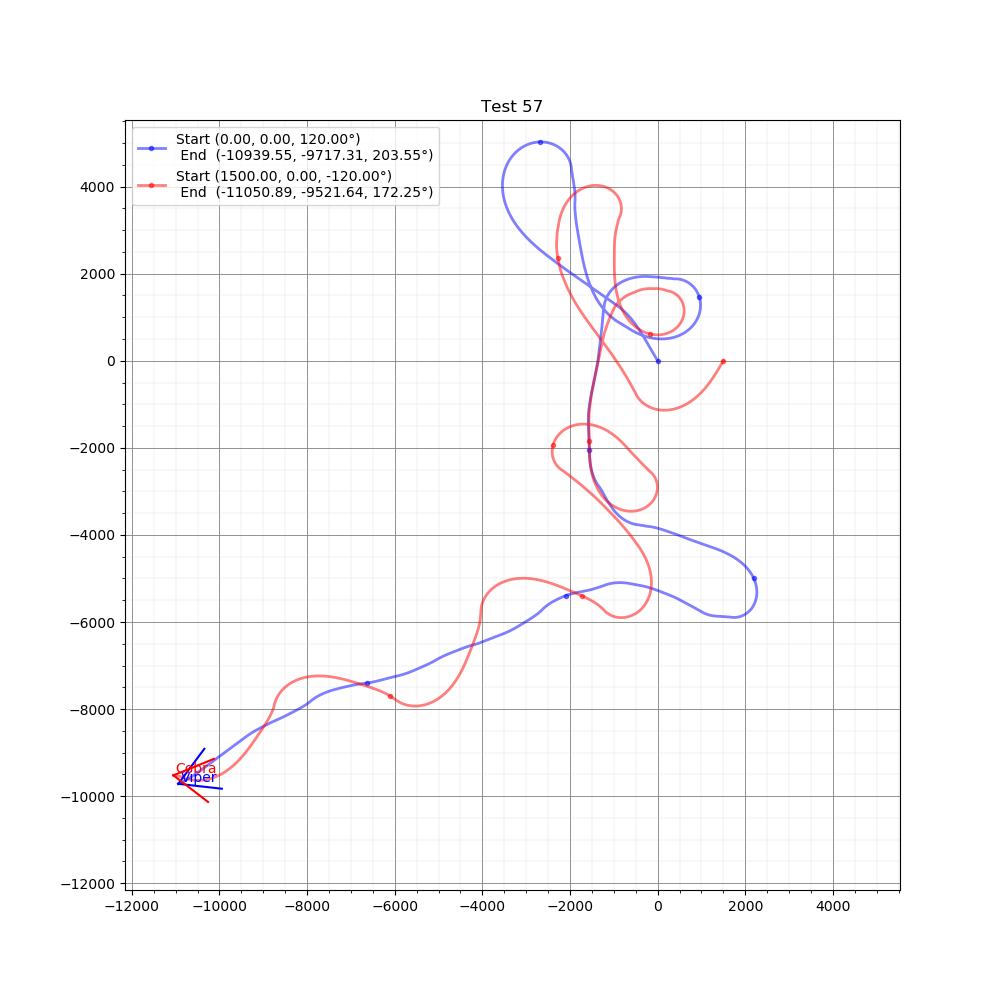 Test 57
Start (0.00, 0.00, 120.00°)
End (-10939.55, -9717.31, 203.55°)
Start (1500.00, 0.00, -120.00°)
End (-11050.89, -9521.64, 172.25°)
4000
2000
0
−2000
−4000
−6000
−8000
−10000
−12000
Cobra
Viper
−12000 −10000 −8000 −6000 −4000 −2000 0 2000 4000